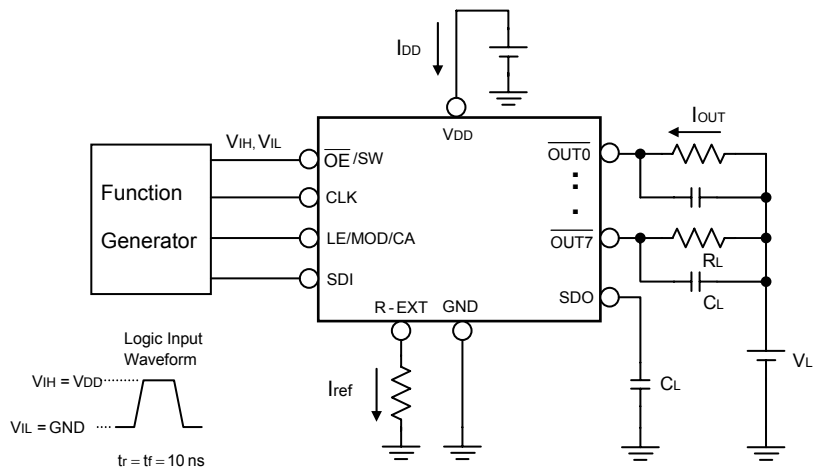 IDD
VDD
VIH, VIL
Function
Generator
OE/SW
CLK
LE/MOD/CA
SDI
R-EXT
GND
OUT0
OUT7
SDO
IOUT
RL
CL
CL
VL
Iref
Logic Input
Waveform
VIH = VDD
VIL = GND
tr = tf = 10 ns